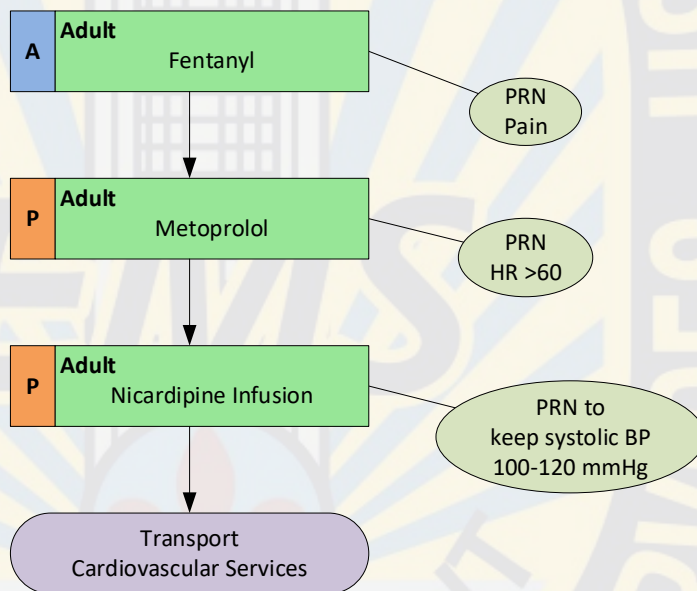 A
Adult
Fentanyl
PRN
Pain
P
Adult
Metoprolol
PRN
HR >60
P
Adult
Nicardipine Infusion
PRN to
keep systolic BP
100-120 mmHg
Transport
Cardiovascular Services
EMS